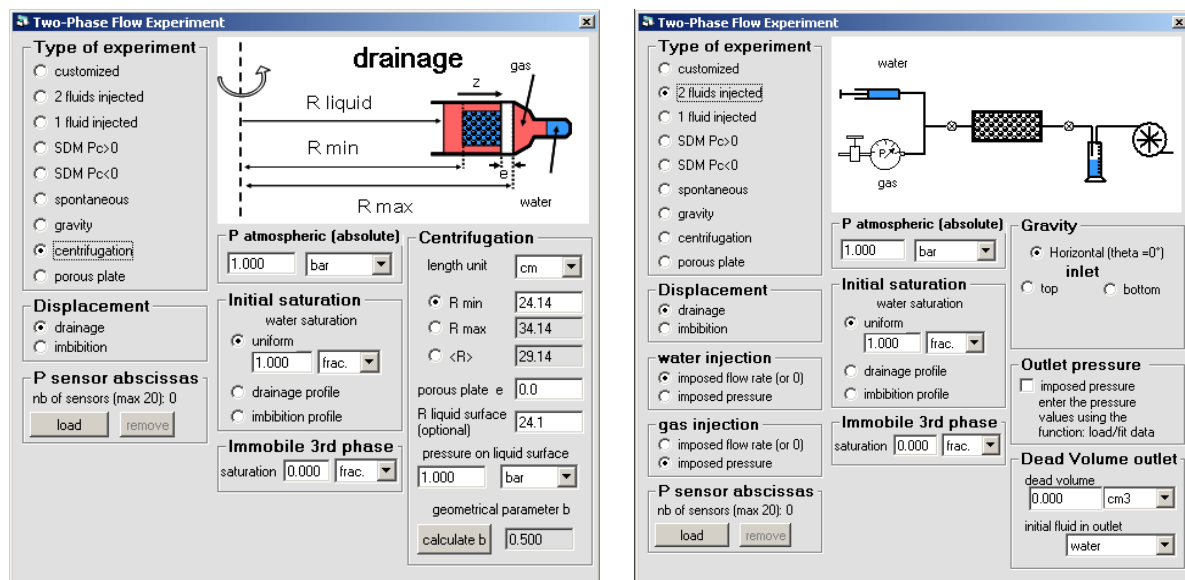 Two-Phase Flow Experiment
Type of experiment
customized
2 fluids injected
1 fluid injected
SDM Pc>0
SDM Pc<0
spontaneous
gravity
centrifugation
porous plate
Displacement
drainage
imbibition
P sensor abscissas
nb of sensors (max 20): 0
load remove
drainage
gas
z
R liquid
R min
e
R max
water
P atmospheric (absolute)
1.000 bar
Initial saturation
water saturation
uniform
1.000 frac.
drainage profile
imbibition profile
Immobile 3rd phase
saturation 0.000 frac.
Centrifugation
length unit cm
R min 24.14
R max 34.14
<R> 29.14
porous plate e 0.0
R liquid surface
(optional) 24.1
pressure on liquid surface
1.000 bar
geometrical parameter b
calculate b 0.500
Two-Phase Flow Experiment
Type of experiment
customized
2 fluids injected
1 fluid injected
SDM Pc>0
SDM Pc<0
spontaneous
gravity
centrifugation
porous plate
Displacement
drainage
imbibition
water injection
imposed flow rate (or 0)
imposed pressure
gas injection
imposed flow rate (or 0)
imposed pressure
P sensor abscissas
nb of sensors (max 20): 0
load remove
water
P
gas
P atmospheric (absolute)
1.000 bar
Initial saturation
water saturation
uniform
1.000 frac.
drainage profile
imbibition profile
Immobile 3rd phase
saturation 0.000 frac.
Gravity
Horizontal (theta =0°)
inlet
top bottom
Outlet pressure
imposed pressure
enter the pressure
values using the
function: load/fit data
Dead Volume outlet
dead volume
0.000 cm3
initial fluid in outlet
water